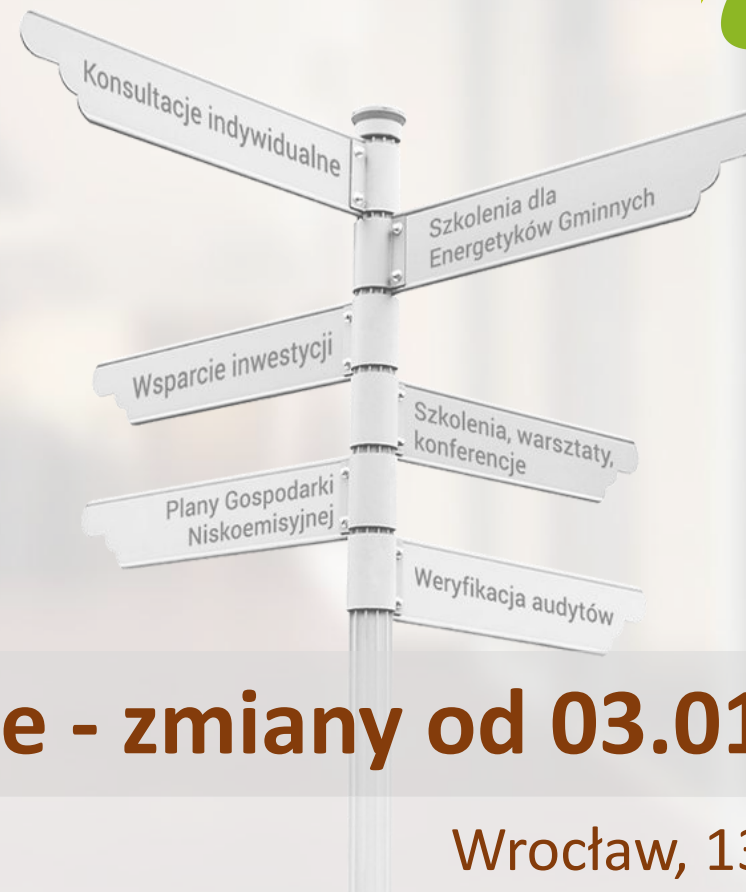 Konsultacje indywidualne
Szkolenia dla
Energetyków Gminnych
Wsparcie inwestycji
Szkolenia, warsztaty,
konferencje
Plany Gospodarki
Niskoemisyjnej
Weryfikacja audytów
e - zmiany od 03.01
Wrocław, 13